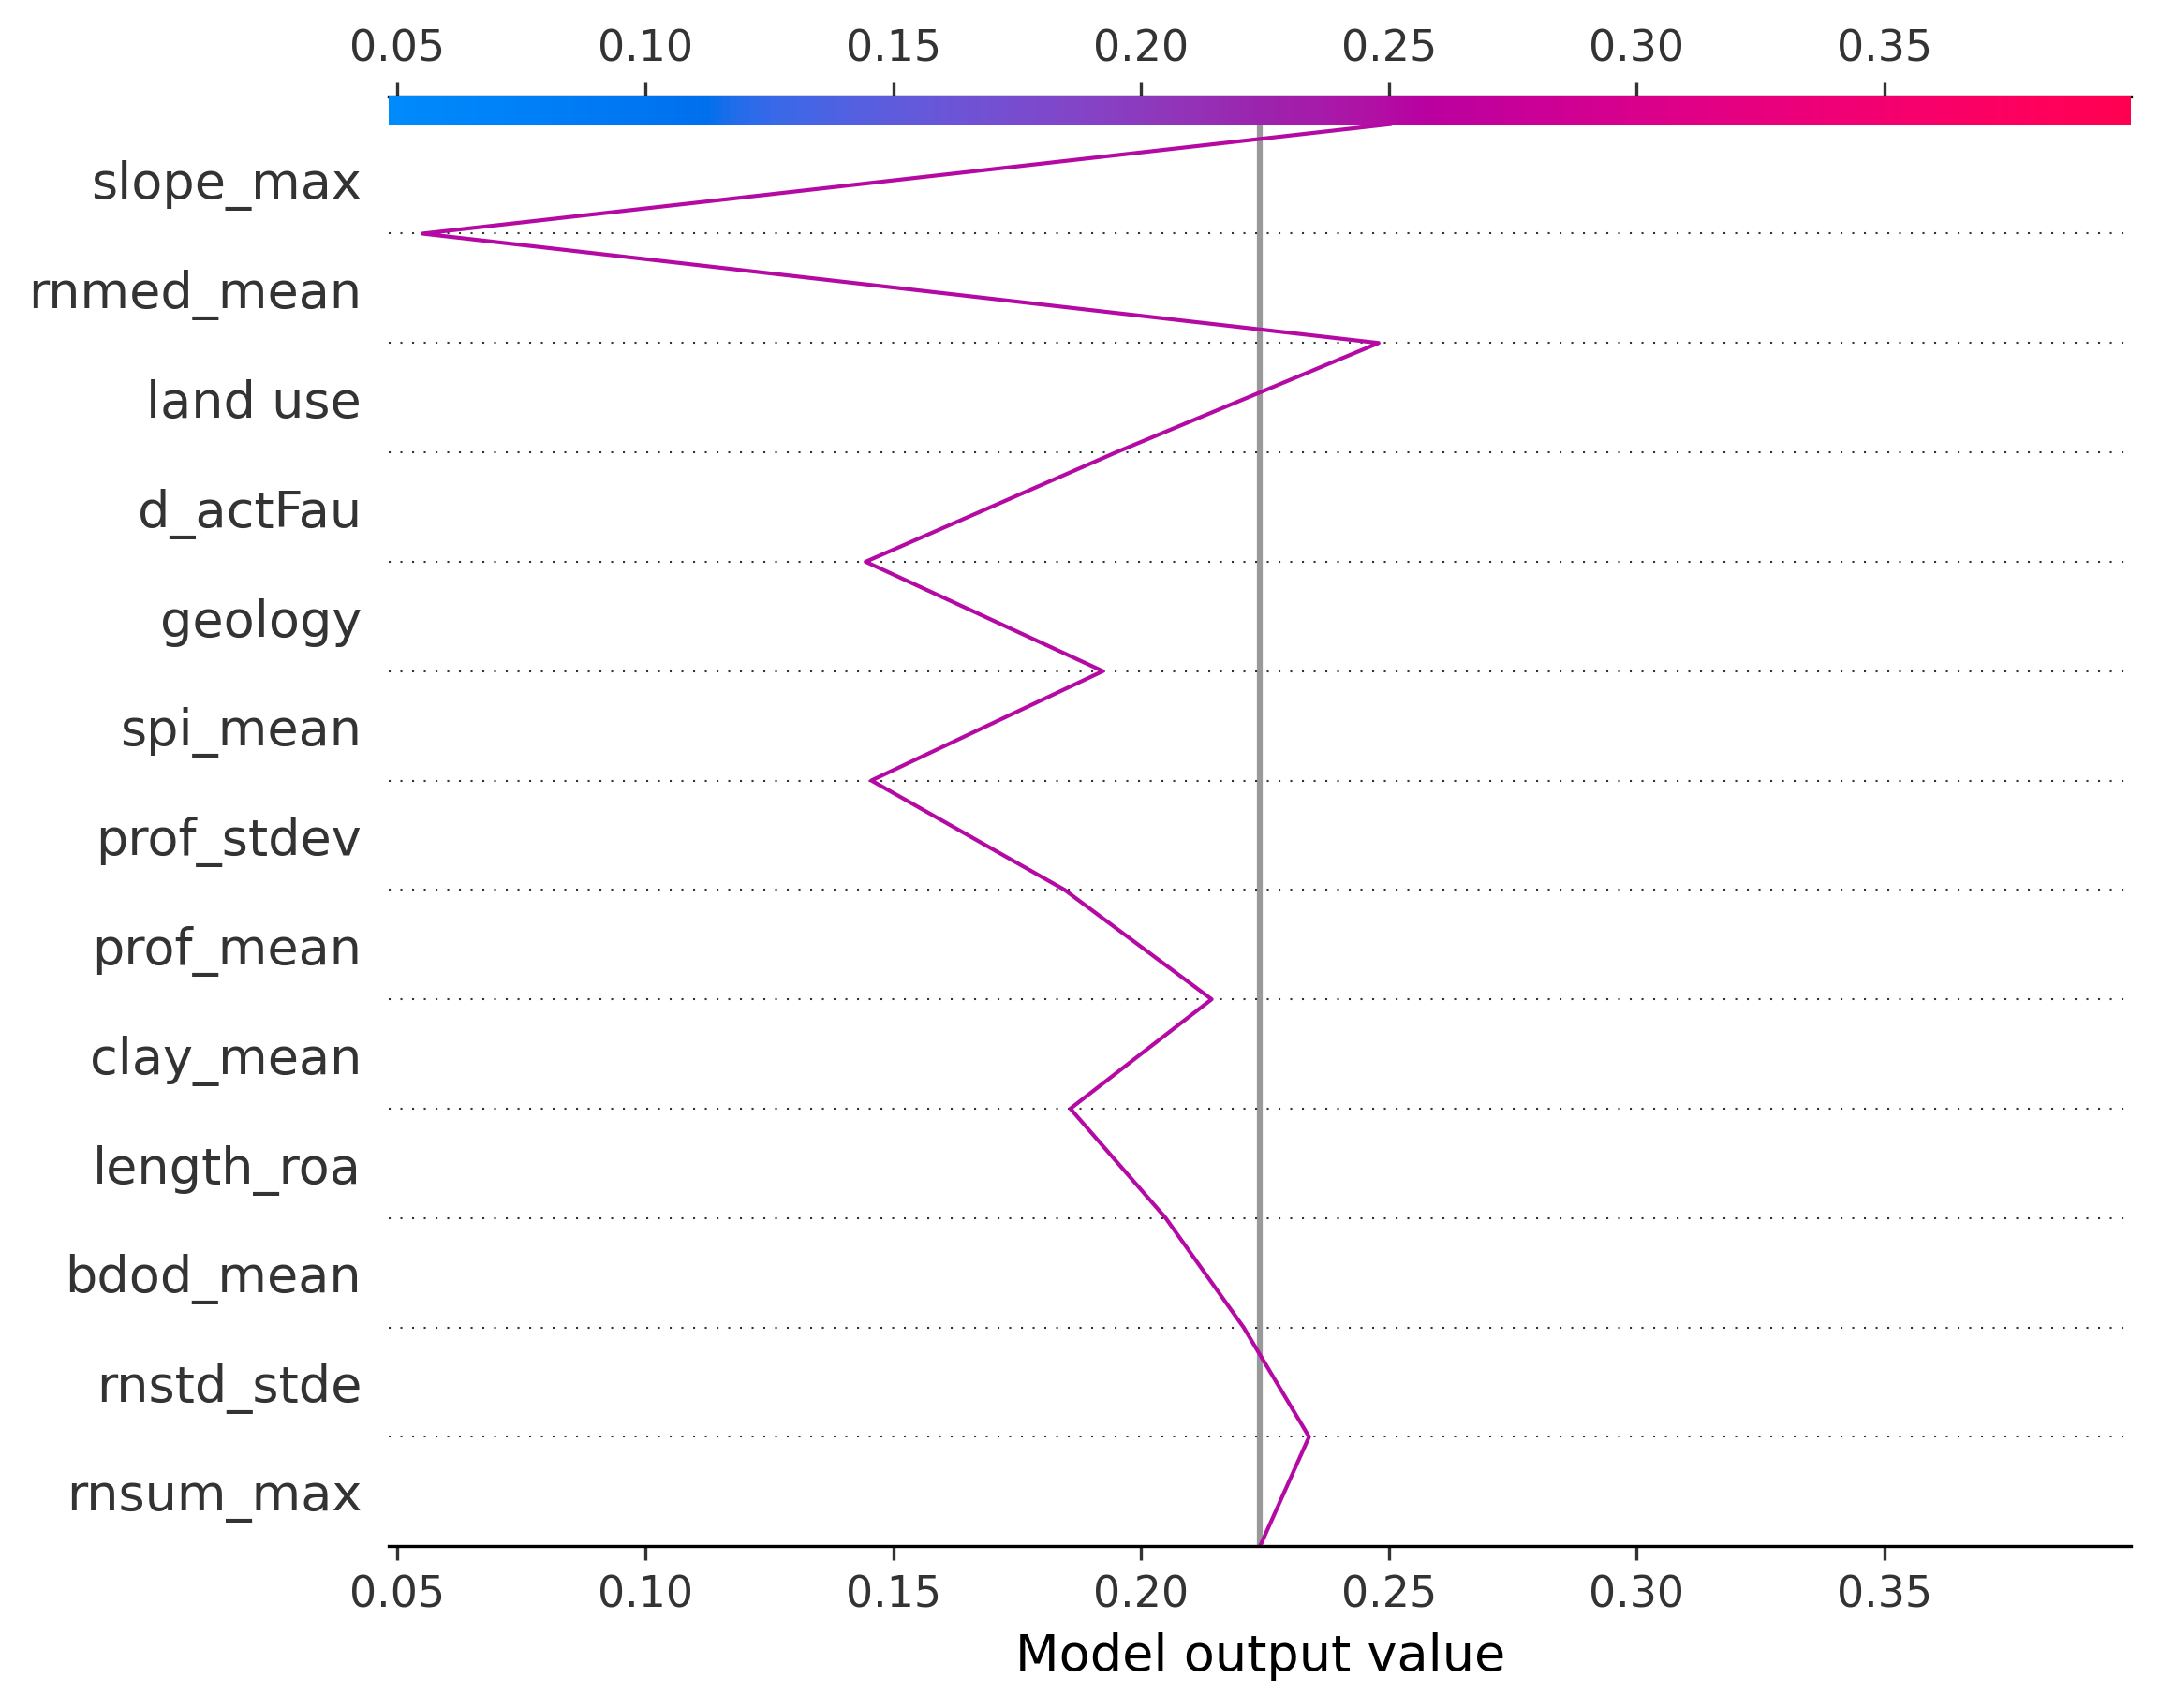 0.05 0.10 0.15 0.20 0.25 0.30 0.35
slope_max
rnmed_mean
land use
d_actFau
geology
spi_mean
prof_stdev
prof_mean
clay_mean
length_roa
bdod_mean
rnstd_stde
rnsum_max
0.05 0.10 0.15 0.20 0.25 0.30 0.35
Model output value